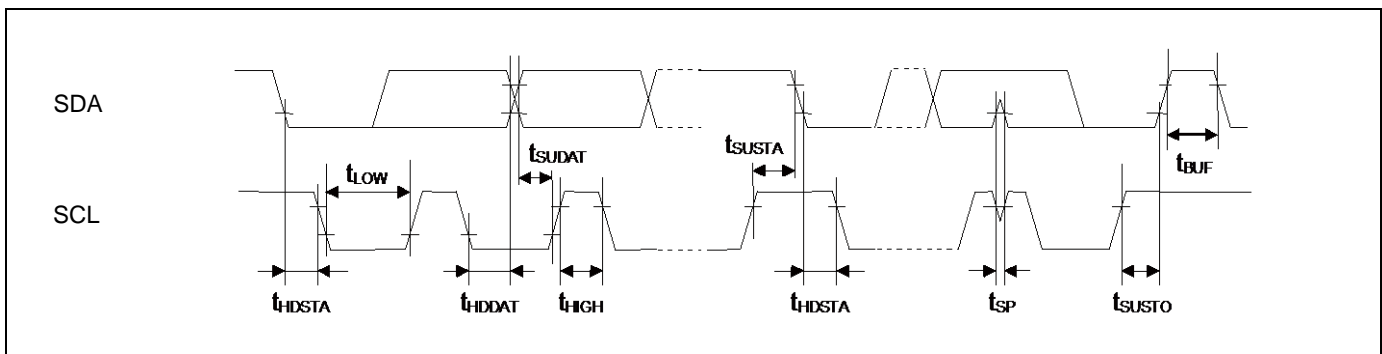 SDA
tSUDAT
tSUSTA
tBUF
tLOW
SCL
tHDSTA
tHDDAT
tHIGH
tHDSTA
tSP
tSUSTO